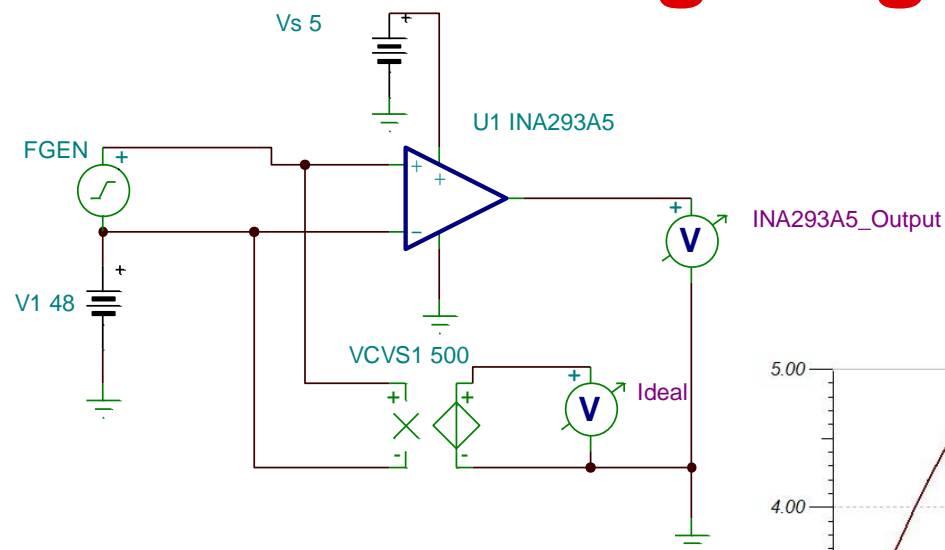 Vs 5
U1 INA293A5
FGEN
INA293A5_Output
V
V1 48
VCVS1 500
5.00
Ideal
V
4.00